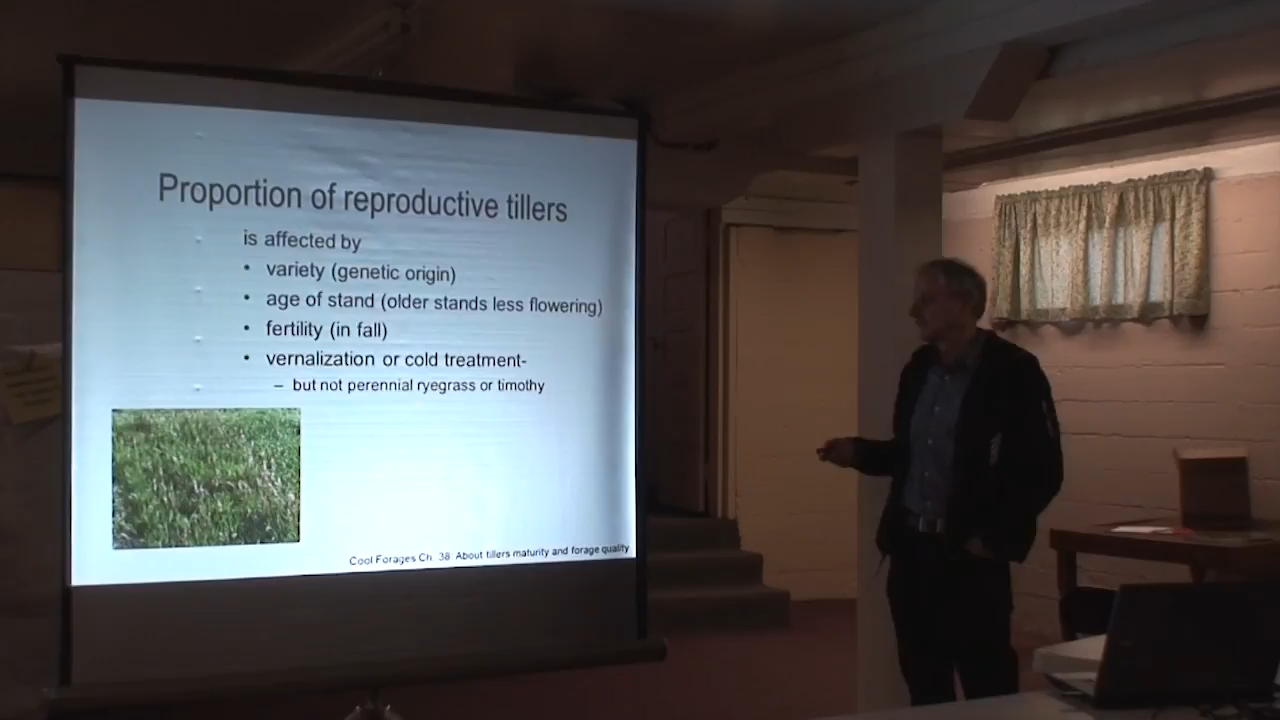 Proportion of reproductive tillers
is affected by
• variety (genetic origin)
• age of stand (older stands less flowering)
• fertility (in fall)
• vernalization or cold treatment-
– but not perennial ryegrass or timothy
Cool Forages Ch. 38 About tillers maturity and forage quality